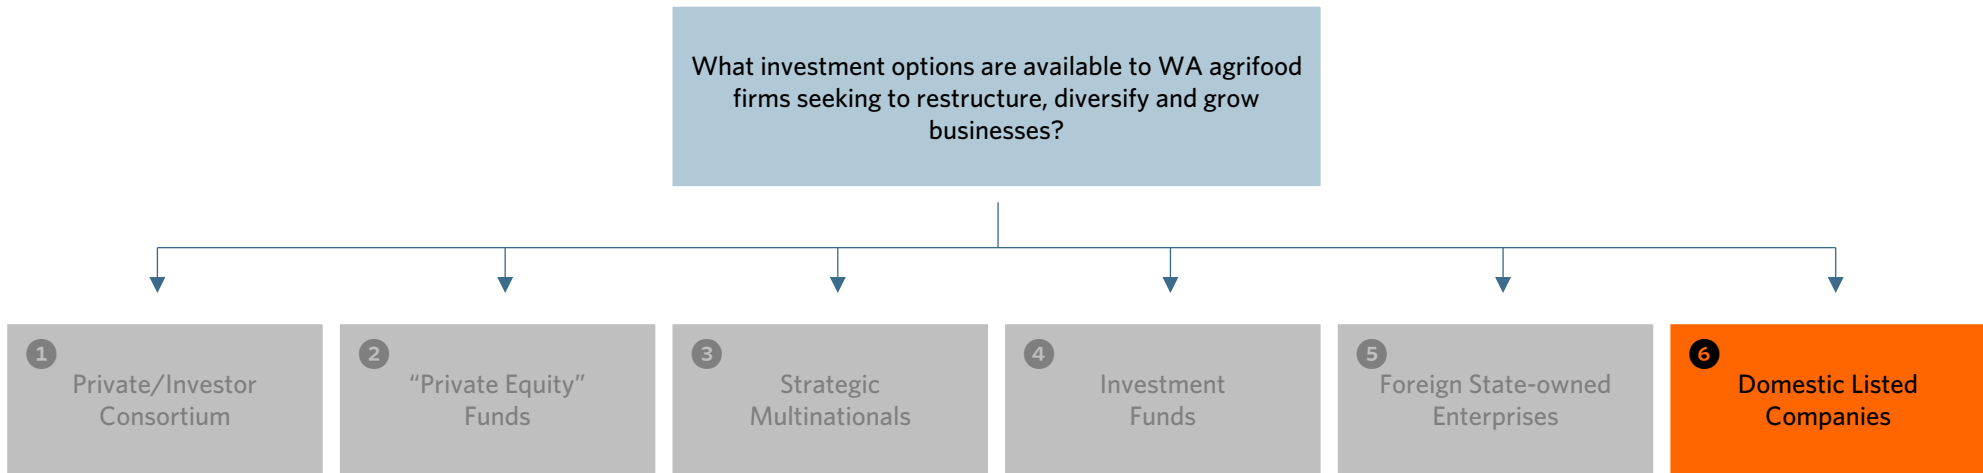 What investment options are available to WA agrifood
firms seeking to restructure, diversify and grow
businesses?
1
Private/Investor
Consortium
2
“Private Equity”
Funds
3
Strategic
Multinationals
4
Investment
Funds
5
Foreign State-owned
Enterprises
6
Domestic Listed
Companies